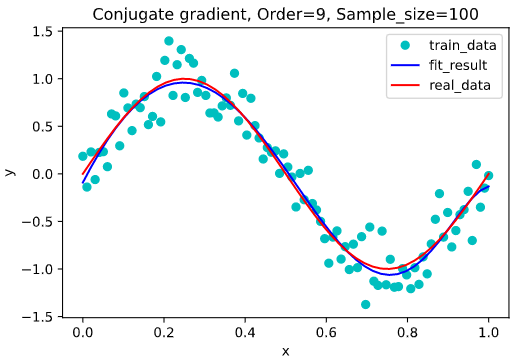 Conjugate gradient, Order=9, Sample_size=100
1.5
1.0
0.5
0.0
−0.5
−1.0
−1.5
y
train_data
fit_result
real_data
0.0 0.2 0.4 0.6 0.8 1.0
x